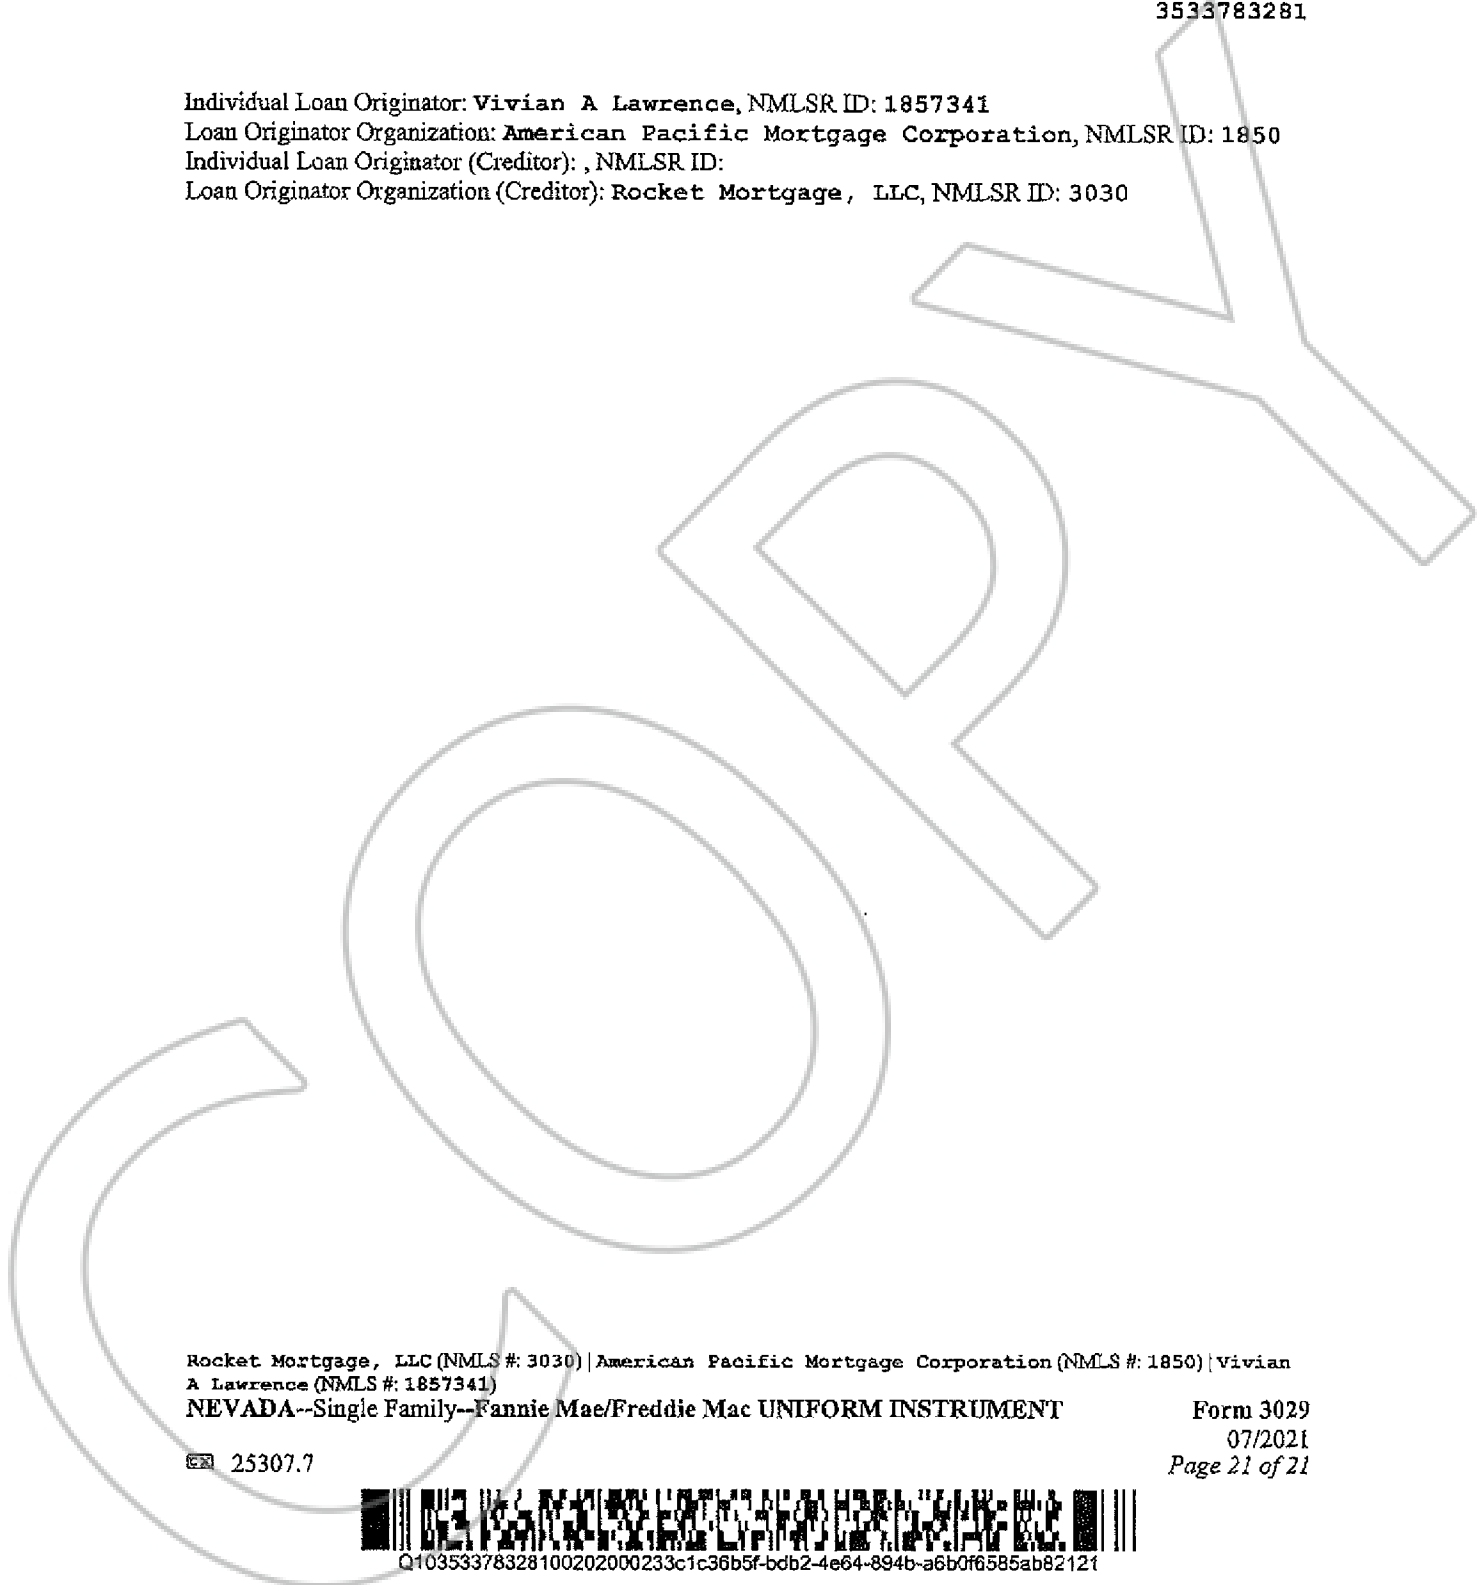 3533783281
Individual Loan Originator: Vivian A Lawrence, NMLSR ID: 1857341
Loan Originator Organization: American Pacific Mortgage Corporation, NMLSR ID: 1850
Individual Loan Originator (Creditor): , NMLSR ID:
Loan Originator Organization (Creditor): Rocket Mortgage, LLC, NMLSR ID: 3030
COPY
Rocket Mortgage, LLC (NMLS #: 3030) | American Pacific Mortgage Corporation (NMLS #: 1850) | Vivian
A Lawrence (NMLS #: 1857341)
NEVADA--Single Family--Fannie Mae/Freddie Mac UNIFORM INSTRUMENT Form 3029
07/2021
CX 25307.7 Page 21 of 21
Q1035337832810020200233c1c36b5f-bdb2-4e64-894b-a6b0f6585ab82121